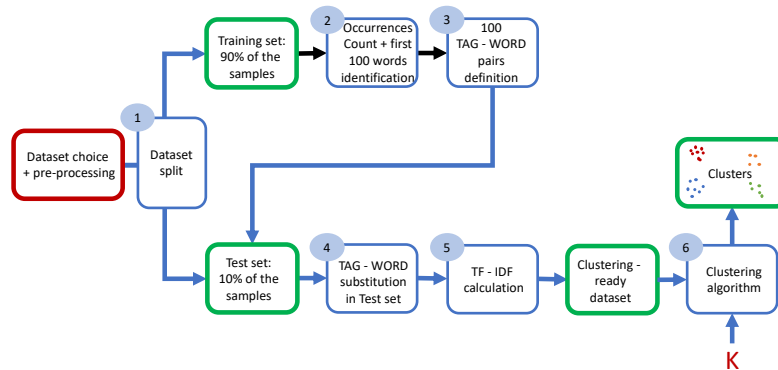 Training set:
90% of the
samples
2
Occurrences
Count + first
100 words
identification
3
100
TAG - WORD
pairs
definition
1
Dataset
split
Dataset choice
+ pre-processing
Clusters
Test set:
10% of the
samples
4
TAG - WORD
substitution
in Test set
5
TF - IDF
calculation
Clustering -
ready
dataset
6
Clustering
algorithm
K